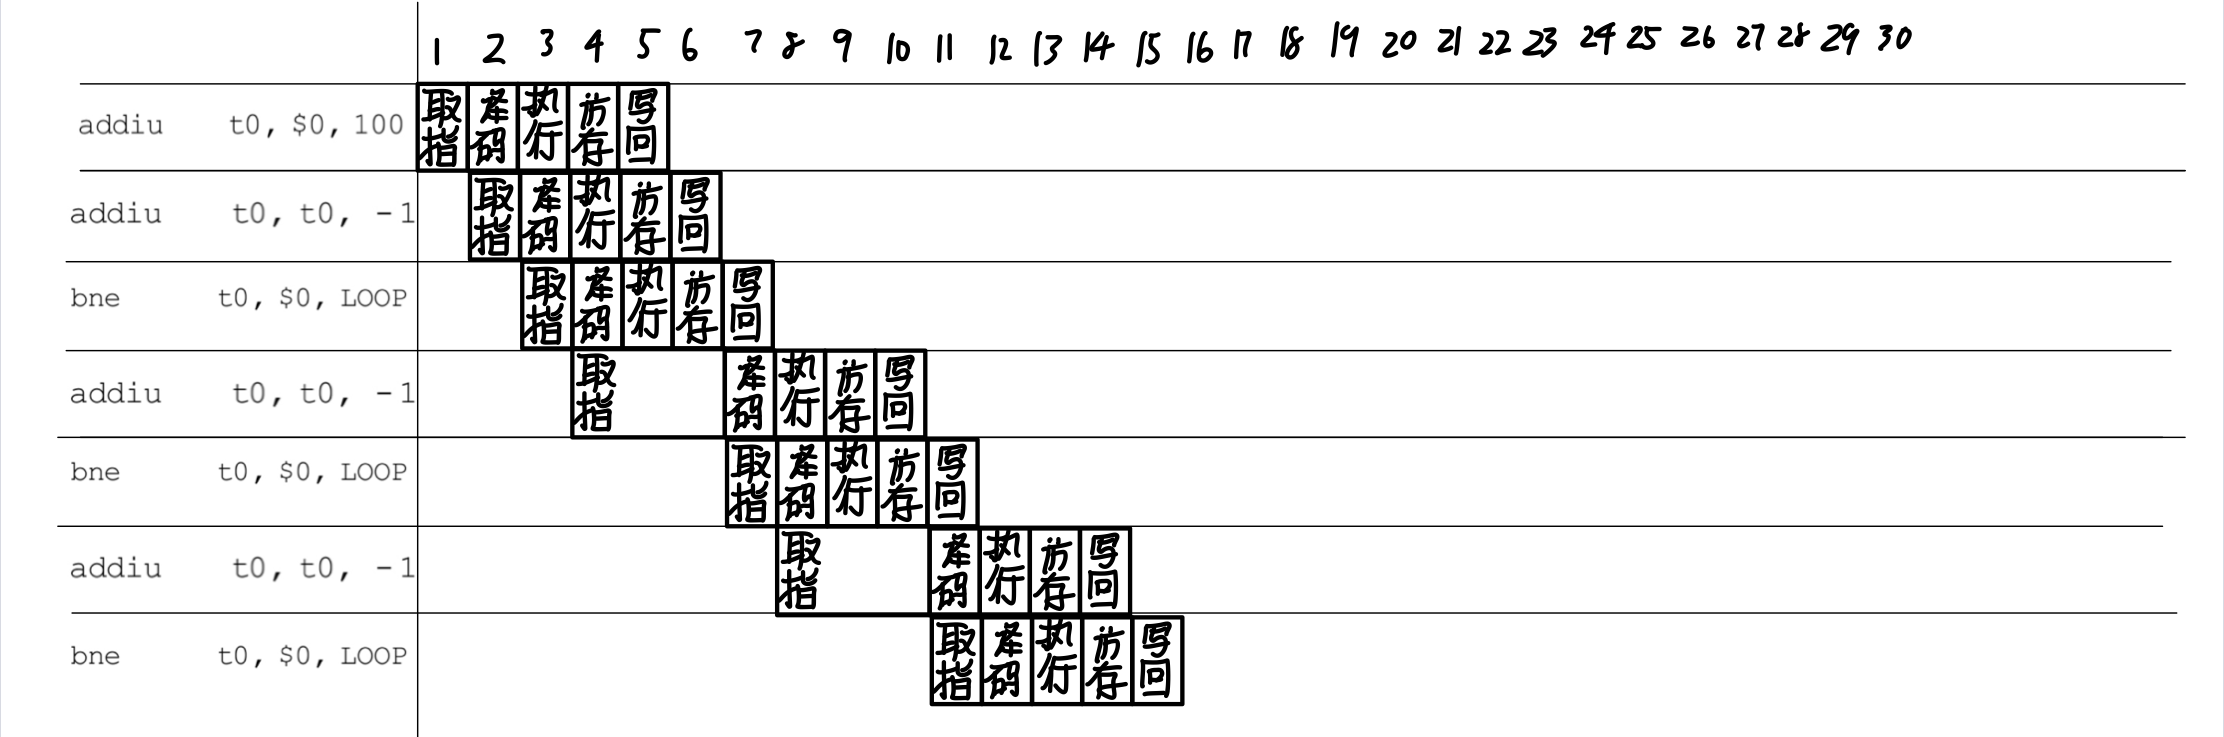 1 2 3 4 5 6 7 8 9 10 11 12 13 14 15 16 17 18 19 20 21 22 23 24 25 26 27 28 29 30
addiu t0, $0, 100 取指 译码 执行 访存 写回
addiu t0, t0, -1 取指 译码 执行 访存 写回
bne t0, $0, LOOP 取指 译码 执行 访存 写回
addiu t0, t0, -1 取指 译码 执行 访存 写回
bne t0, $0, LOOP 取指 译码 执行 访存 写回
addiu t0, t0, -1 取指 译码 执行 访存 写回
bne t0, $0, LOOP 取指 译码 执行 访存 写回